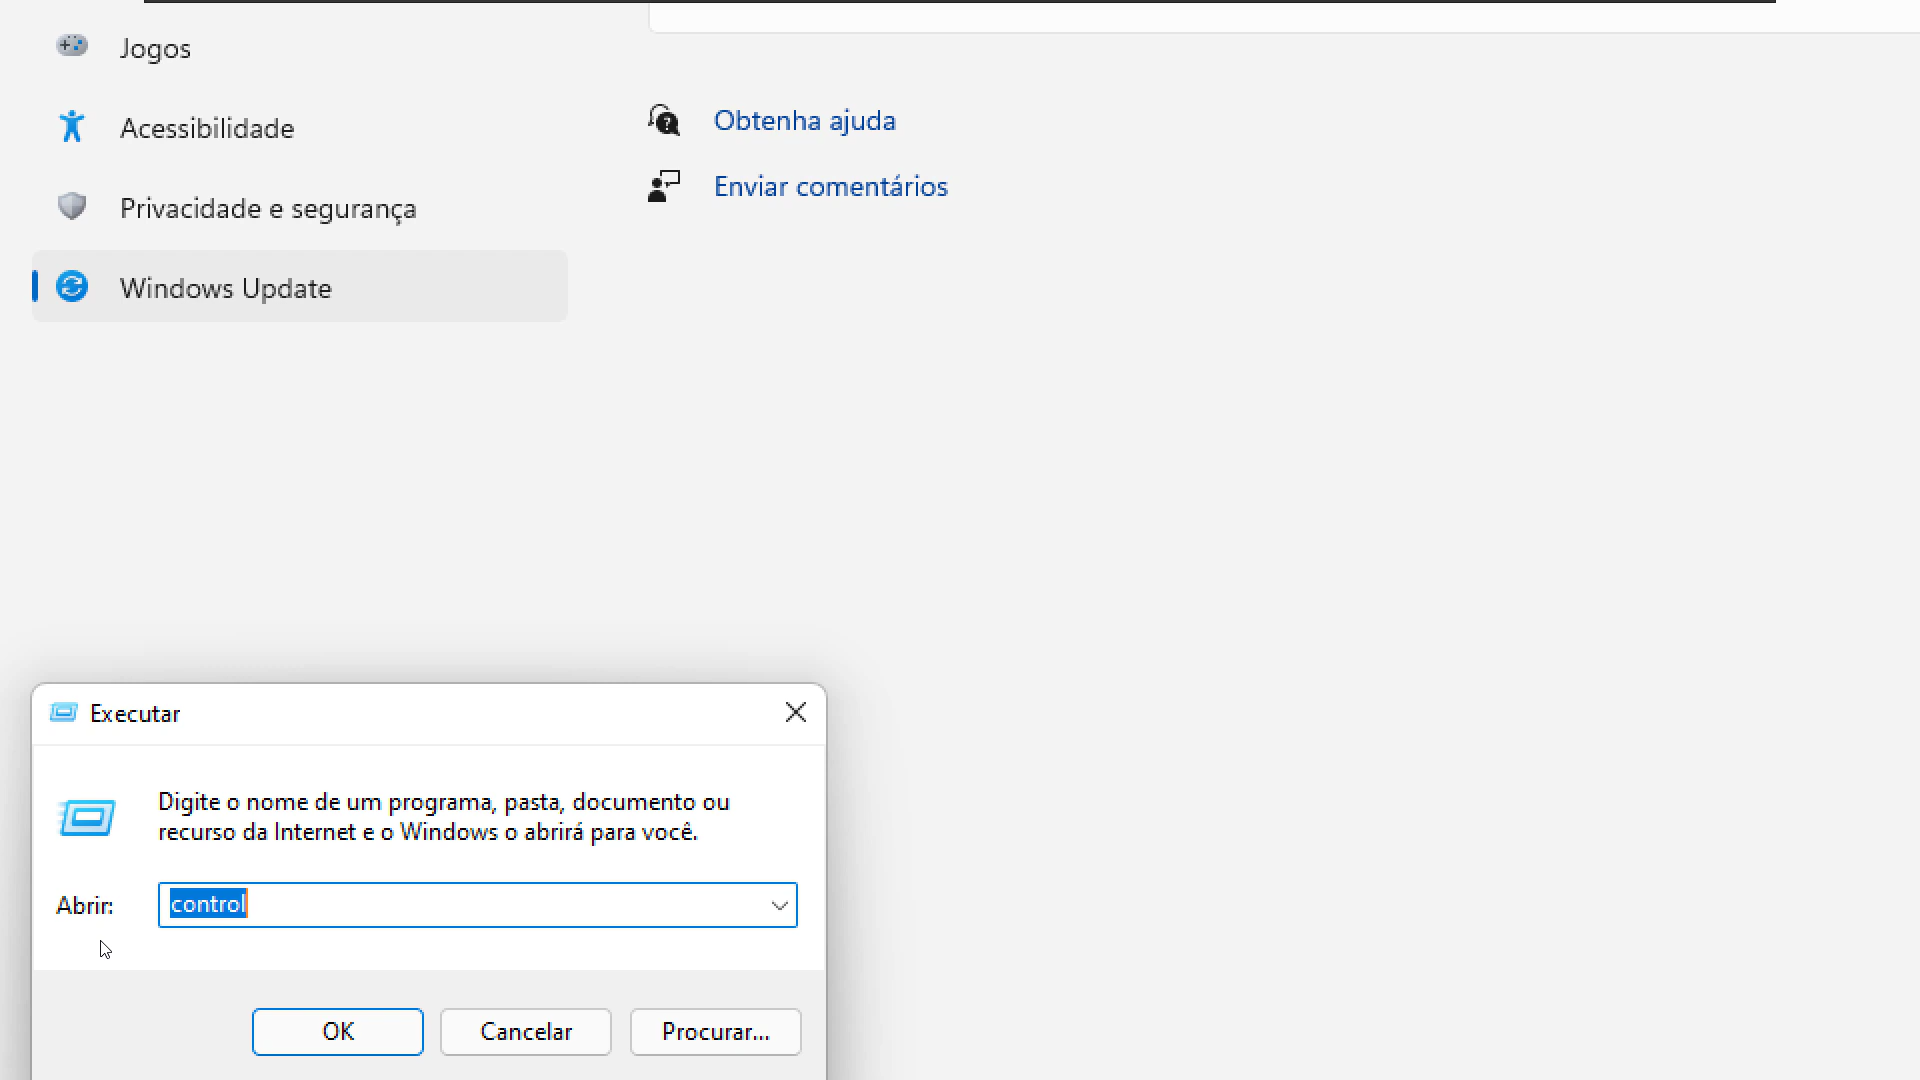 Jogos
Acessibilidade
Privacidade e segurança
Windows Update
Obtenha ajuda
Enviar comentários
Executar
Digite o nome de um programa, pasta, documento ou
recurso da Internet e o Windows o abrirá para você.
Abrir:
control
OK
Cancelar
Procurar...